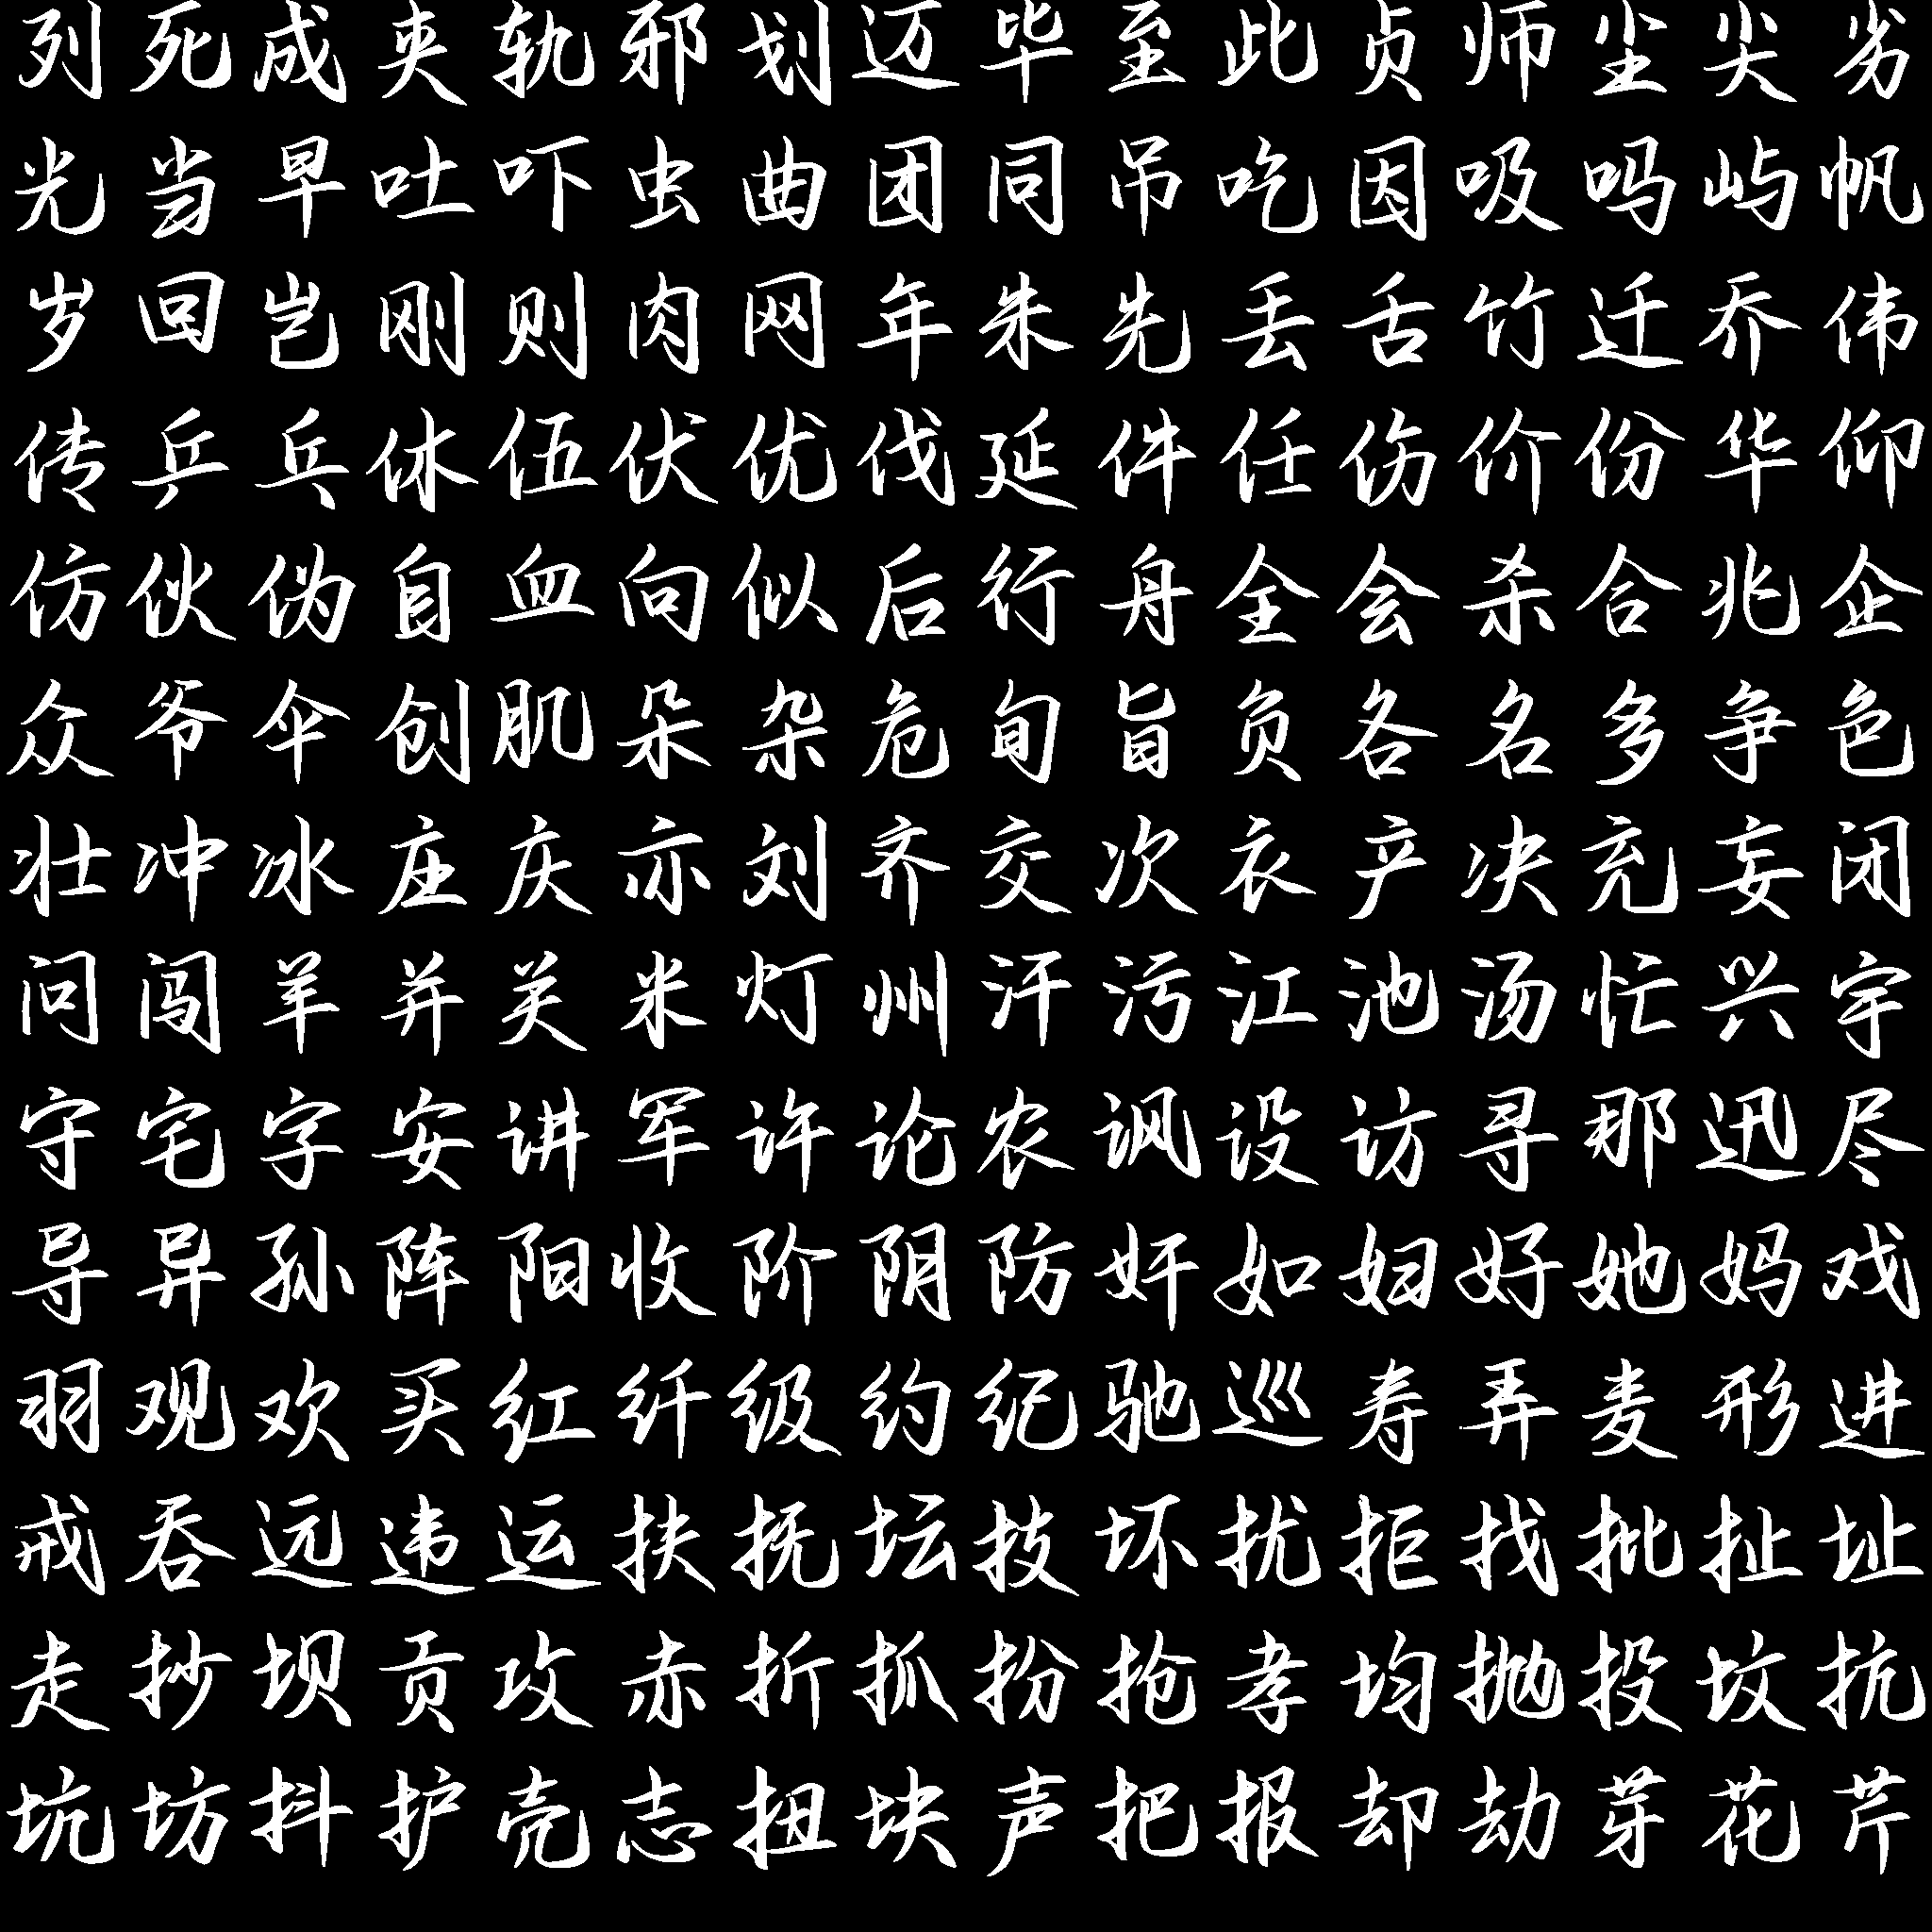 列死成夹轨邪划迈毕至此贞师尘尖劣
光当早吐吓虫曲团同吊吃因吸吗屿帆
岁回岂刚则肉网年朱先丢舌竹迁乔伟
传乒乓休伍伏优伐延件任伤价份华仰
仿伙伪自血向似后行舟全会杀合兆企
众爷伞创肌朵杂危旬旨负各名多争色
壮冲冰庄庆亦刘齐交次衣产决充妄闭
问闯羊并关米灯州汗污江池汤忙兴宇
守宅字安讲军许论农讽设访寻那迅尽
导异孙阵阳收阶阴防奸如妇好她妈戏
羽观欢买红纤级约纪驰巡寿弄麦形进
戒吞远违运扶抚坛技坏扰拒找批扯址
走抄坝贡攻赤折抓扮抢孝均抛投坟抗
坑坊抖护壳志扭块声把报却劫芽花芹